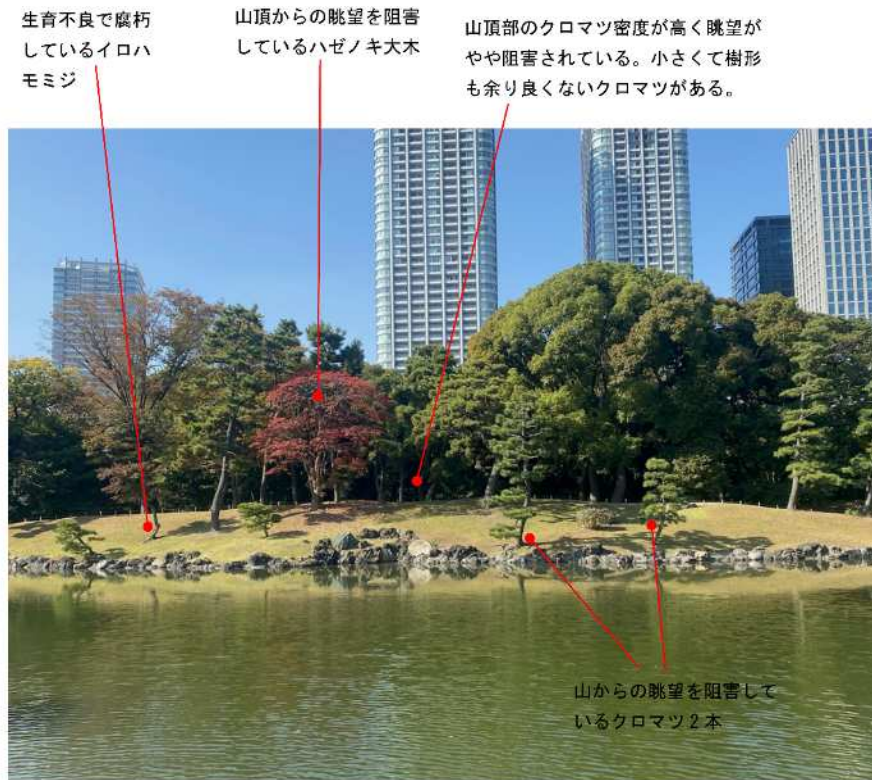 生育不良で腐朽
しているイロハ
モミジ
山頂からの眺望を阻害
しているハゼノキ大木
山頂部のクロマツ密度が高く眺望が
やや阻害されている。小さくて樹形
も余り良くないクロマツがある。
山からの眺望を阻害して
いるクロマツ2本